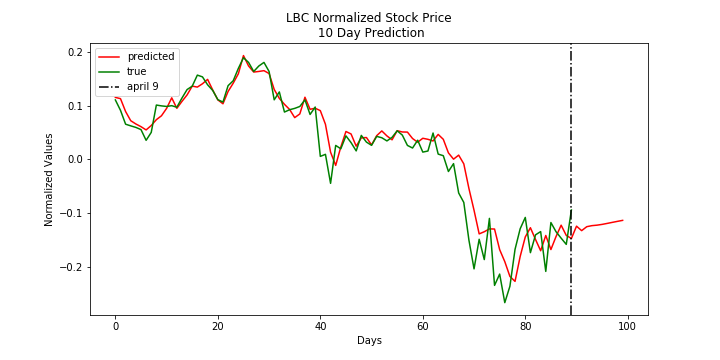 LBC Normalized Stock Price
10 Day Prediction
predicted
true
april 9
Normalized Values
0.2
0.1
0.0
−0.1
−0.2
0
20
40
60
80
100
Days